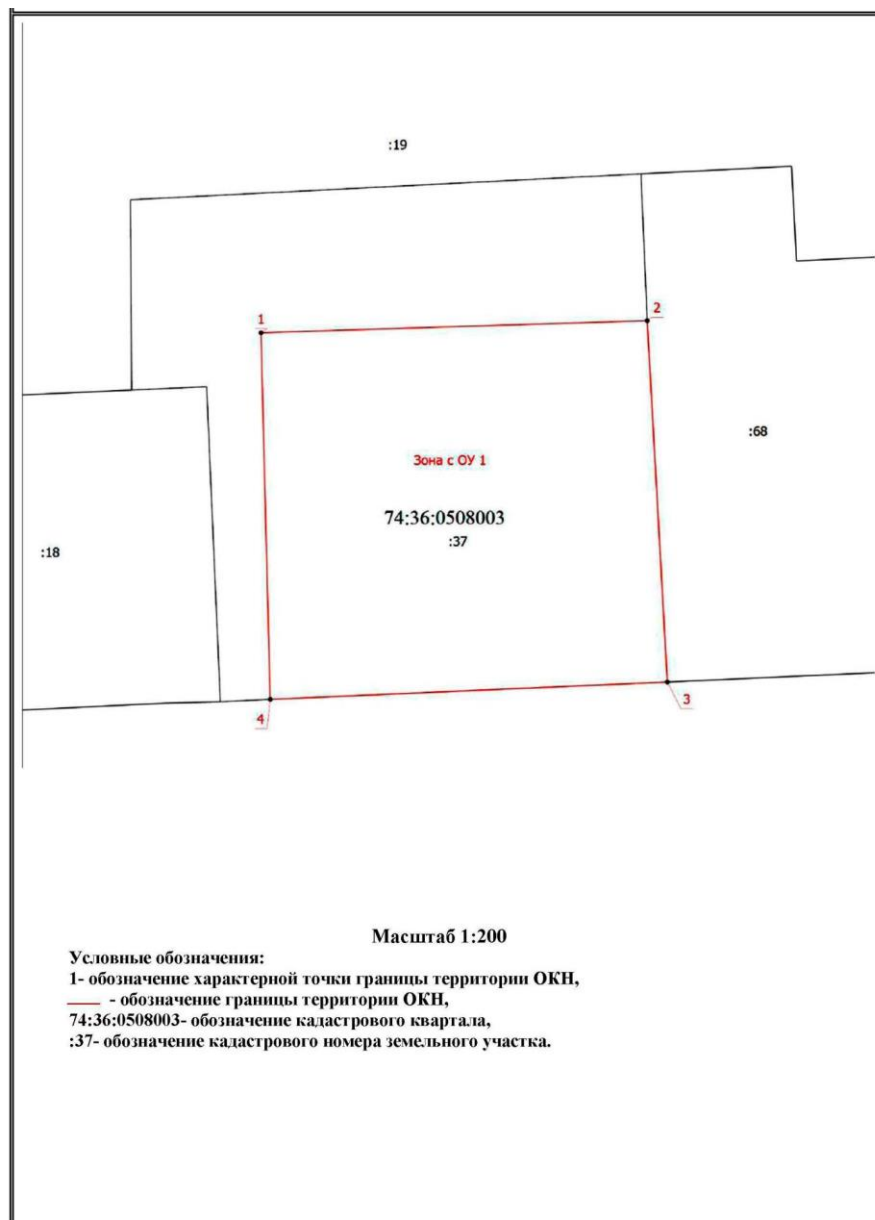 :19
1
2
:68
Зона с ОУ 1
74:36:0508003
:37
:18
3
4
Масштаб 1:200
Условные обозначения:
1- обозначение характерной точки границы территории ОКН,
- обозначение границы территории ОКН,
74:36:0508003- обозначение кадастрового квартала,
:37- обозначение кадастрового номера земельного участка.